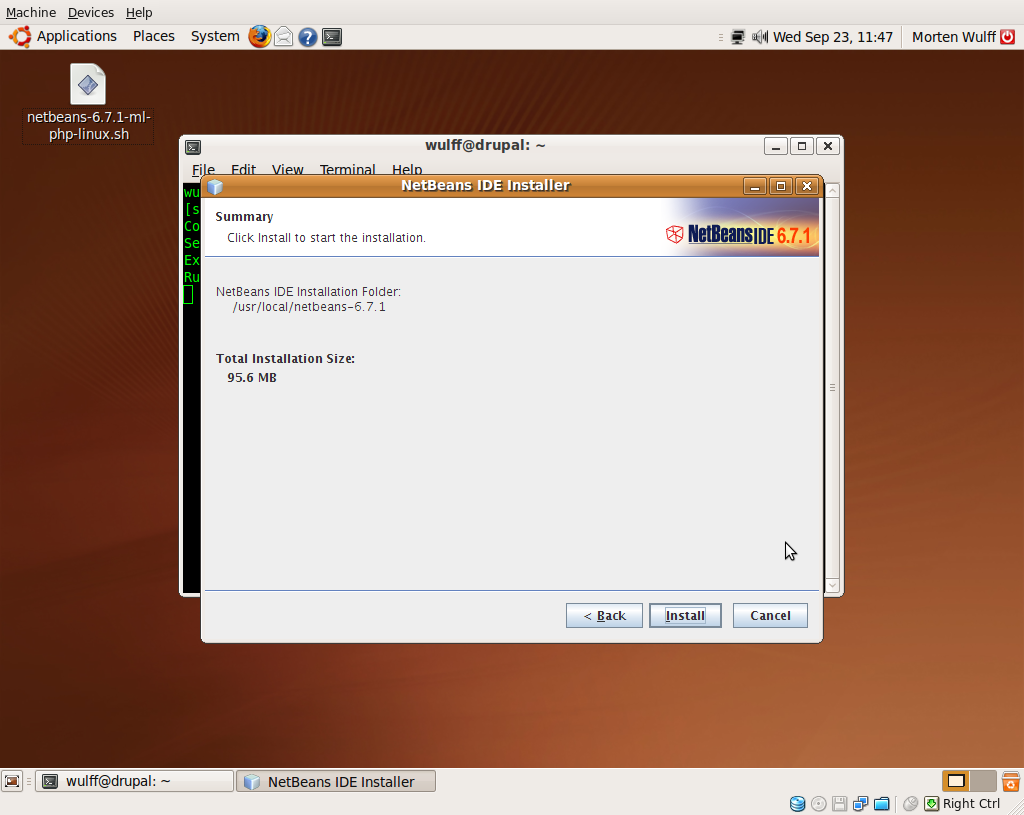 Machine Devices Help
Applications Places System Wed Sep 23, 11:47 Morten Wulff
netbeans-6.7.1-ml-
php-linux.sh
wulff@drupal: ~
File Edit View Terminal Help
NetBeans IDE Installer
wu
[s
Co
Se
Ex
Ru
Summary
Click Install to start the installation.
NetBeans IDE 6.7.1
NetBeans IDE Installation Folder:
/usr/local/netbeans-6.7.1
Total Installation Size:
95.6 MB
< Back Install Cancel
wulff@drupal: ~ NetBeans IDE Installer
Right Ctrl